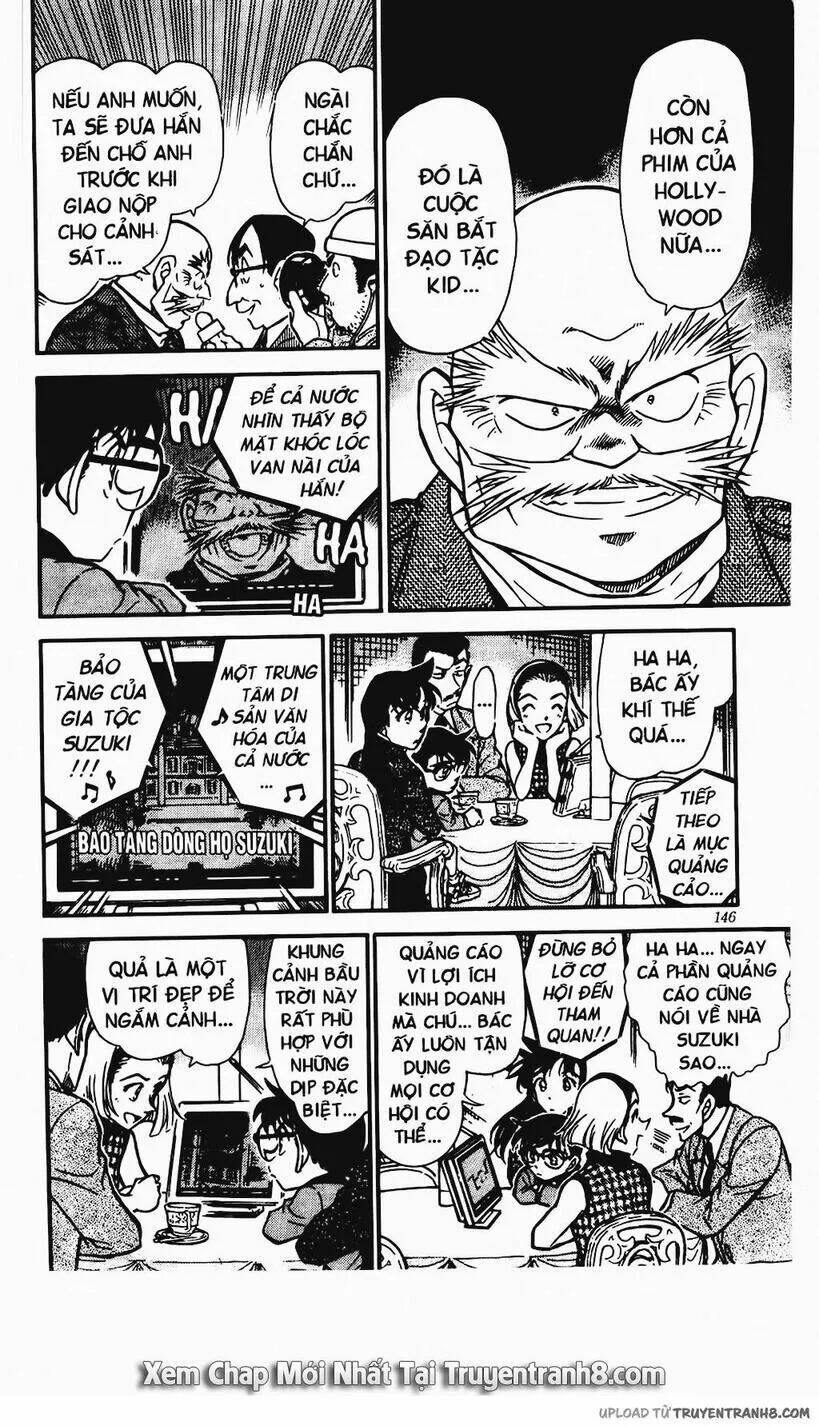 CÒN
HƠN CẢ
PHIM CỦA
HOLLY-
WOOD
NỮA...
ĐÓ LÀ
CUỘC
SĂN BẮT
ĐẠO TẶC
KID...
NGÀI
CHẮC
CHẮN
CHỨ...
NẾU ANH MUỐN,
TA SẼ ĐƯA HẮN
ĐẾN CHỖ ANH
TRƯỚC KHI
GIAO NỘP
CHO CẢNH
SÁT...
ĐỂ CẢ NƯỚC
NHÌN THẤY BỘ
MẶT KHÓC LÓC
VAN NÀI CỦA
HẮN!
HA
HA
HA
HA HA,
BÁC ẤY
KHÍ THẾ
QUÁ...
...
TIẾP
THEO
LÀ MỤC
QUẢNG
CÁO...
MỘT TRUNG
TÂM DI
SẢN VĂN
HÓA CỦA
CẢ NƯỚC
...
BẢO
TÀNG CỦA
GIA TỘC
SUZUKI
!!!
BẢO TÀNG DÒNG HỌ SUZUKI
146
HA HA... NGAY
CẢ PHẦN QUẢNG
CÁO CŨNG
NÓI VỀ NHÀ
SUZUKI
SAO...
ĐỪNG BỎ
LỠ CƠ
HỘI ĐẾN
THAM
QUAN!!
QUẢNG CÁO
VÌ LỢI ÍCH
KINH DOANH
MÀ CHÚ... BÁC
ẤY LUÔN TẬN
DỤNG
MỌI CƠ
HỘI CÓ
THỂ...
KHUNG
CẢNH BẦU
TRỜI NÀY
RẤT PHÙ
HỢP VỚI
NHỮNG
DỊP ĐẶC
BIỆT...
QUẢ LÀ MỘT
VỊ TRÍ ĐẸP ĐỂ
NGẮM CẢNH...
Xem Chap Mới Nhất Tại Truyentranh8.com
UPLOAD TỪ TRUYENTRANH8.COM